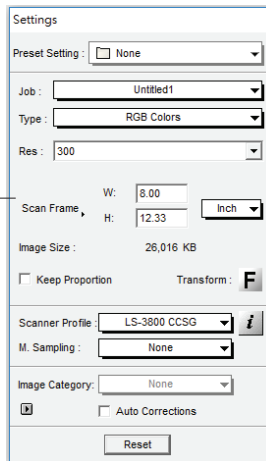 Settings
Preset Setting : None
Job : Untitled1
Type : RGB Colors
Res : 300
W: 8.00
Scan Frame Inch
H: 12.33
Image Size : 26,016 KB
Keep Proportion Transform : F
Scanner Profile : LS-3800 CCSG i
M. Sampling : None
Image Category: None
Auto Corrections
Reset